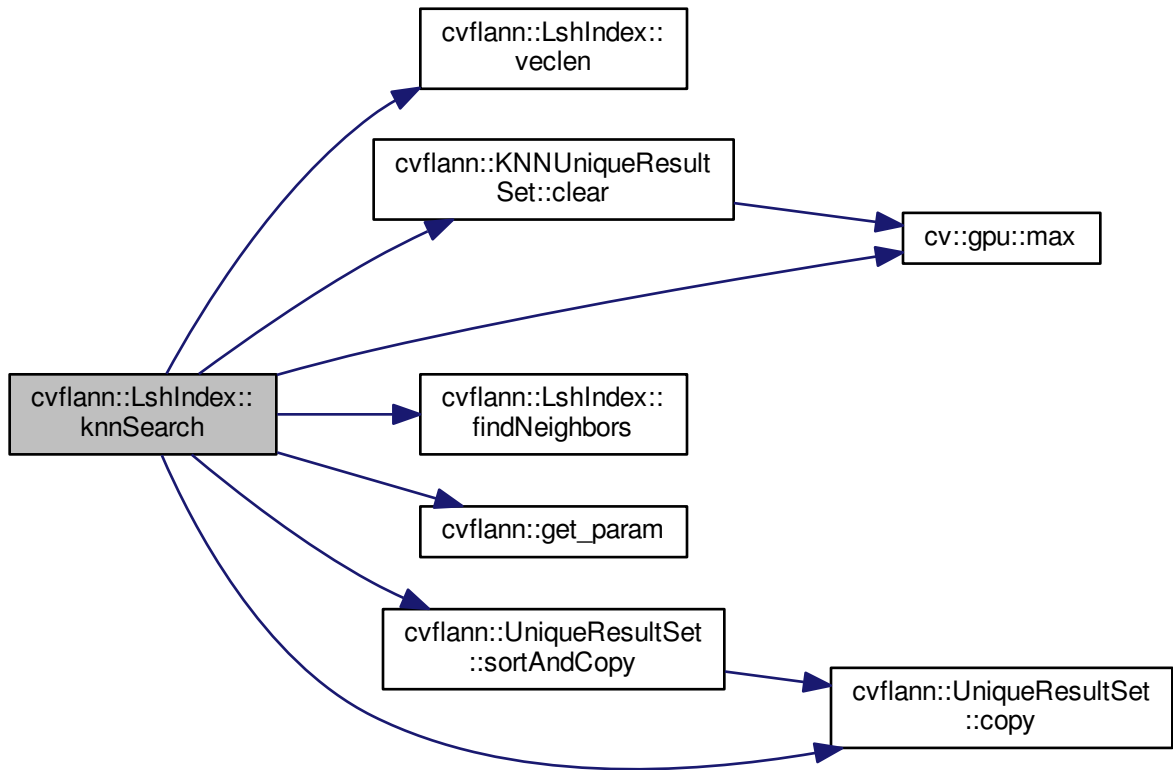 cvflann::LshIndex::
veclen
cvflann::KNNUniqueResult
Set::clear
cv::gpu::max
cvflann::LshIndex::
knnSearch
cvflann::LshIndex::
findNeighbors
cvflann::get_param
cvflann::UniqueResultSet
::sortAndCopy
cvflann::UniqueResultSet
::copy